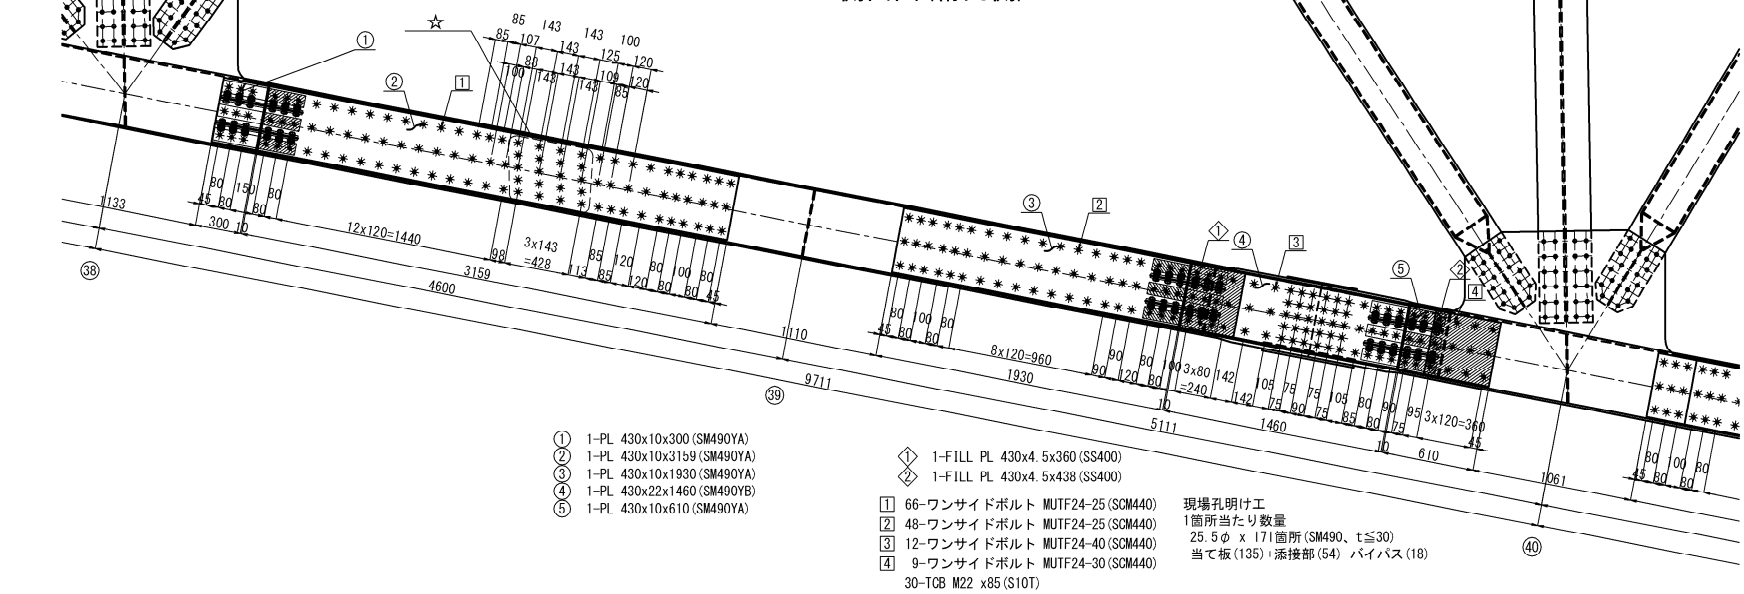 ☆
85 143 143 100
85 107 143 125 120
80 143 109 120
100 143 143 85
① ② 1
③ 2 1 ④ 3 ⑤ 2 4
80 150 80
45 80 80
1133
300 10
12x120=1440
98
3x143
=428
113
85 120 80 100 80
85 120 80 80 45
3159
4600
1110
38
80 100 80
45 80 80
8x120=960
90 80 100
90 120 80
3x80
=240
142
142
105 75 75 105 80 90
75 90 75 85 80 75
95
3x120=360
45
1930
10
9711
39
5111
1460
10
610
1061
80 100 80
45 80 80
40
① 1-PL 430x10x300(SM490YA)
② 1-PL 430x10x3159(SM490YA)
③ 1-PL 430x10x1930(SM490YA)
④ 1-PL 430x22x1460(SM490YB)
⑤ 1-PL 430x10x610(SM490YA)
1 1-FILL PL 430x4.5x360(SS400)
2 1-FILL PL 430x4.5x438(SS400)
1 66-ワンサイドボルト MUTF24-25(SCM440)
2 48-ワンサイドボルト MUTF24-25(SCM440)
3 12-ワンサイドボルト MUTF24-40(SCM440)
4 9-ワンサイドボルト MUTF24-30(SCM440)
30-TCB M22 x85(S10T)
現場孔明け工
1箇所当たり数量
25.5φ x 171箇所(SM490、t≦30)
当て板(135) 添接部(54) バイパス(18)